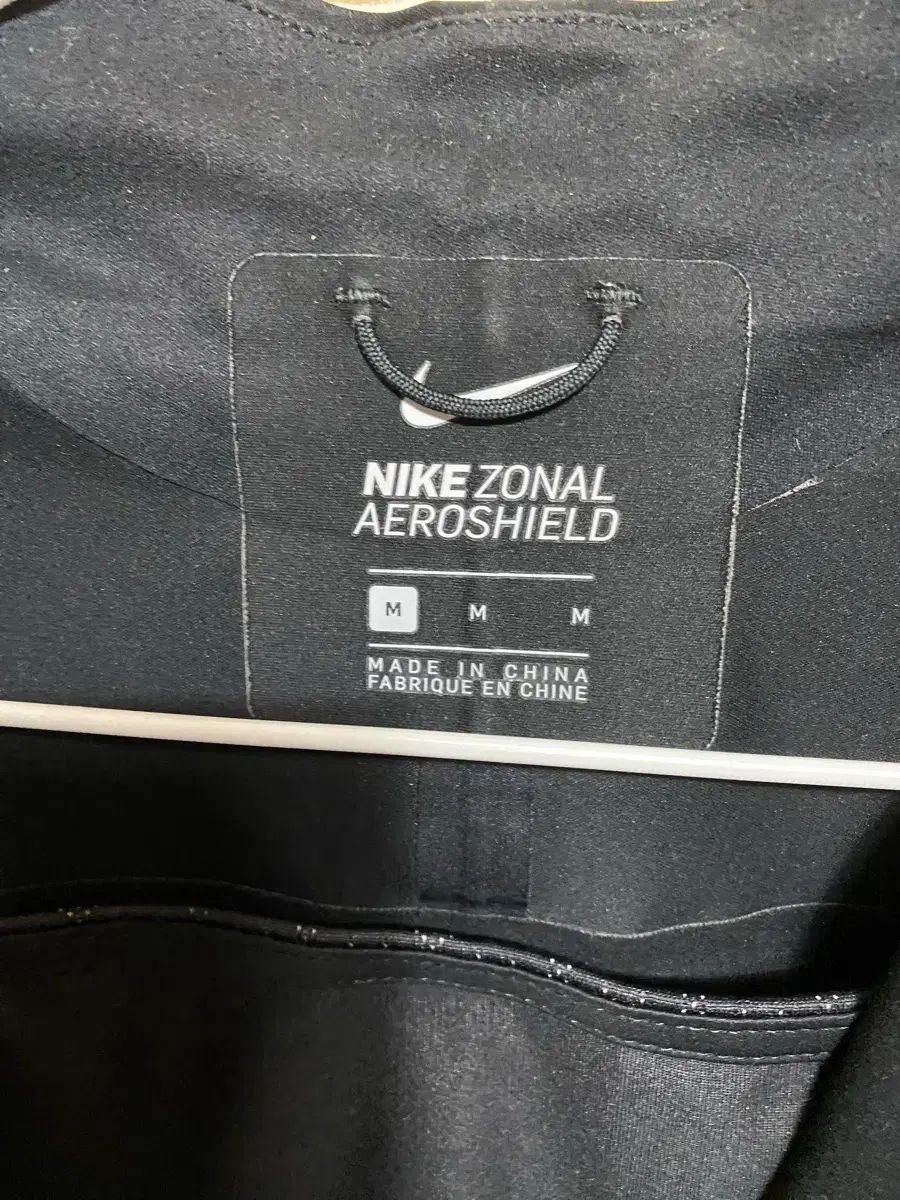 NIKE ZONAL
AEROSHIELD
M M M
MADE IN CHINA
FABRIQUE EN CHINE